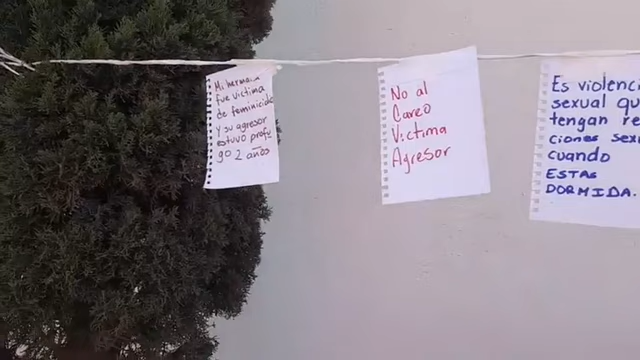 Mi hermana
fue victima
de feminicidio
y su agresor
estuvo profu
go 2 años
No al
Careo
Victima
Agresor
Es violenci
sexual qu
tengan re
ciones sex
cuando
ESTAS
DORMIDA.